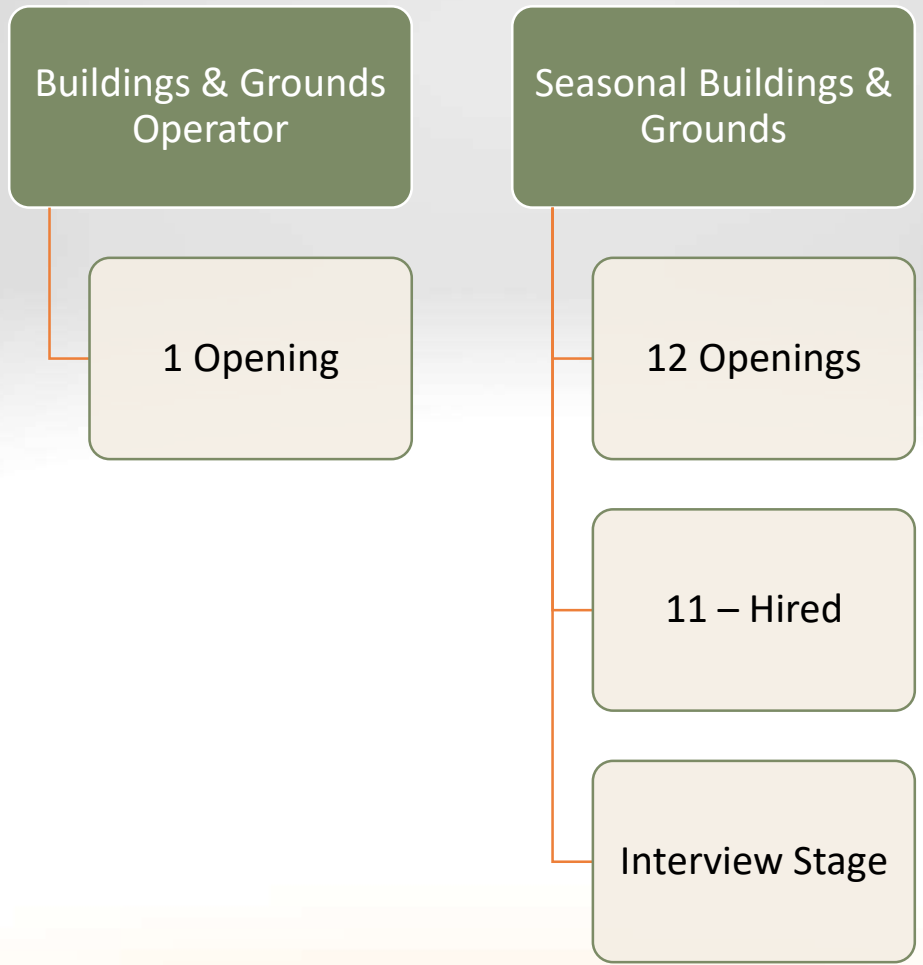 Buildings & Grounds
Operator
1 Opening
Seasonal Buildings &
Grounds
12 Openings
11 – Hired
Interview Stage